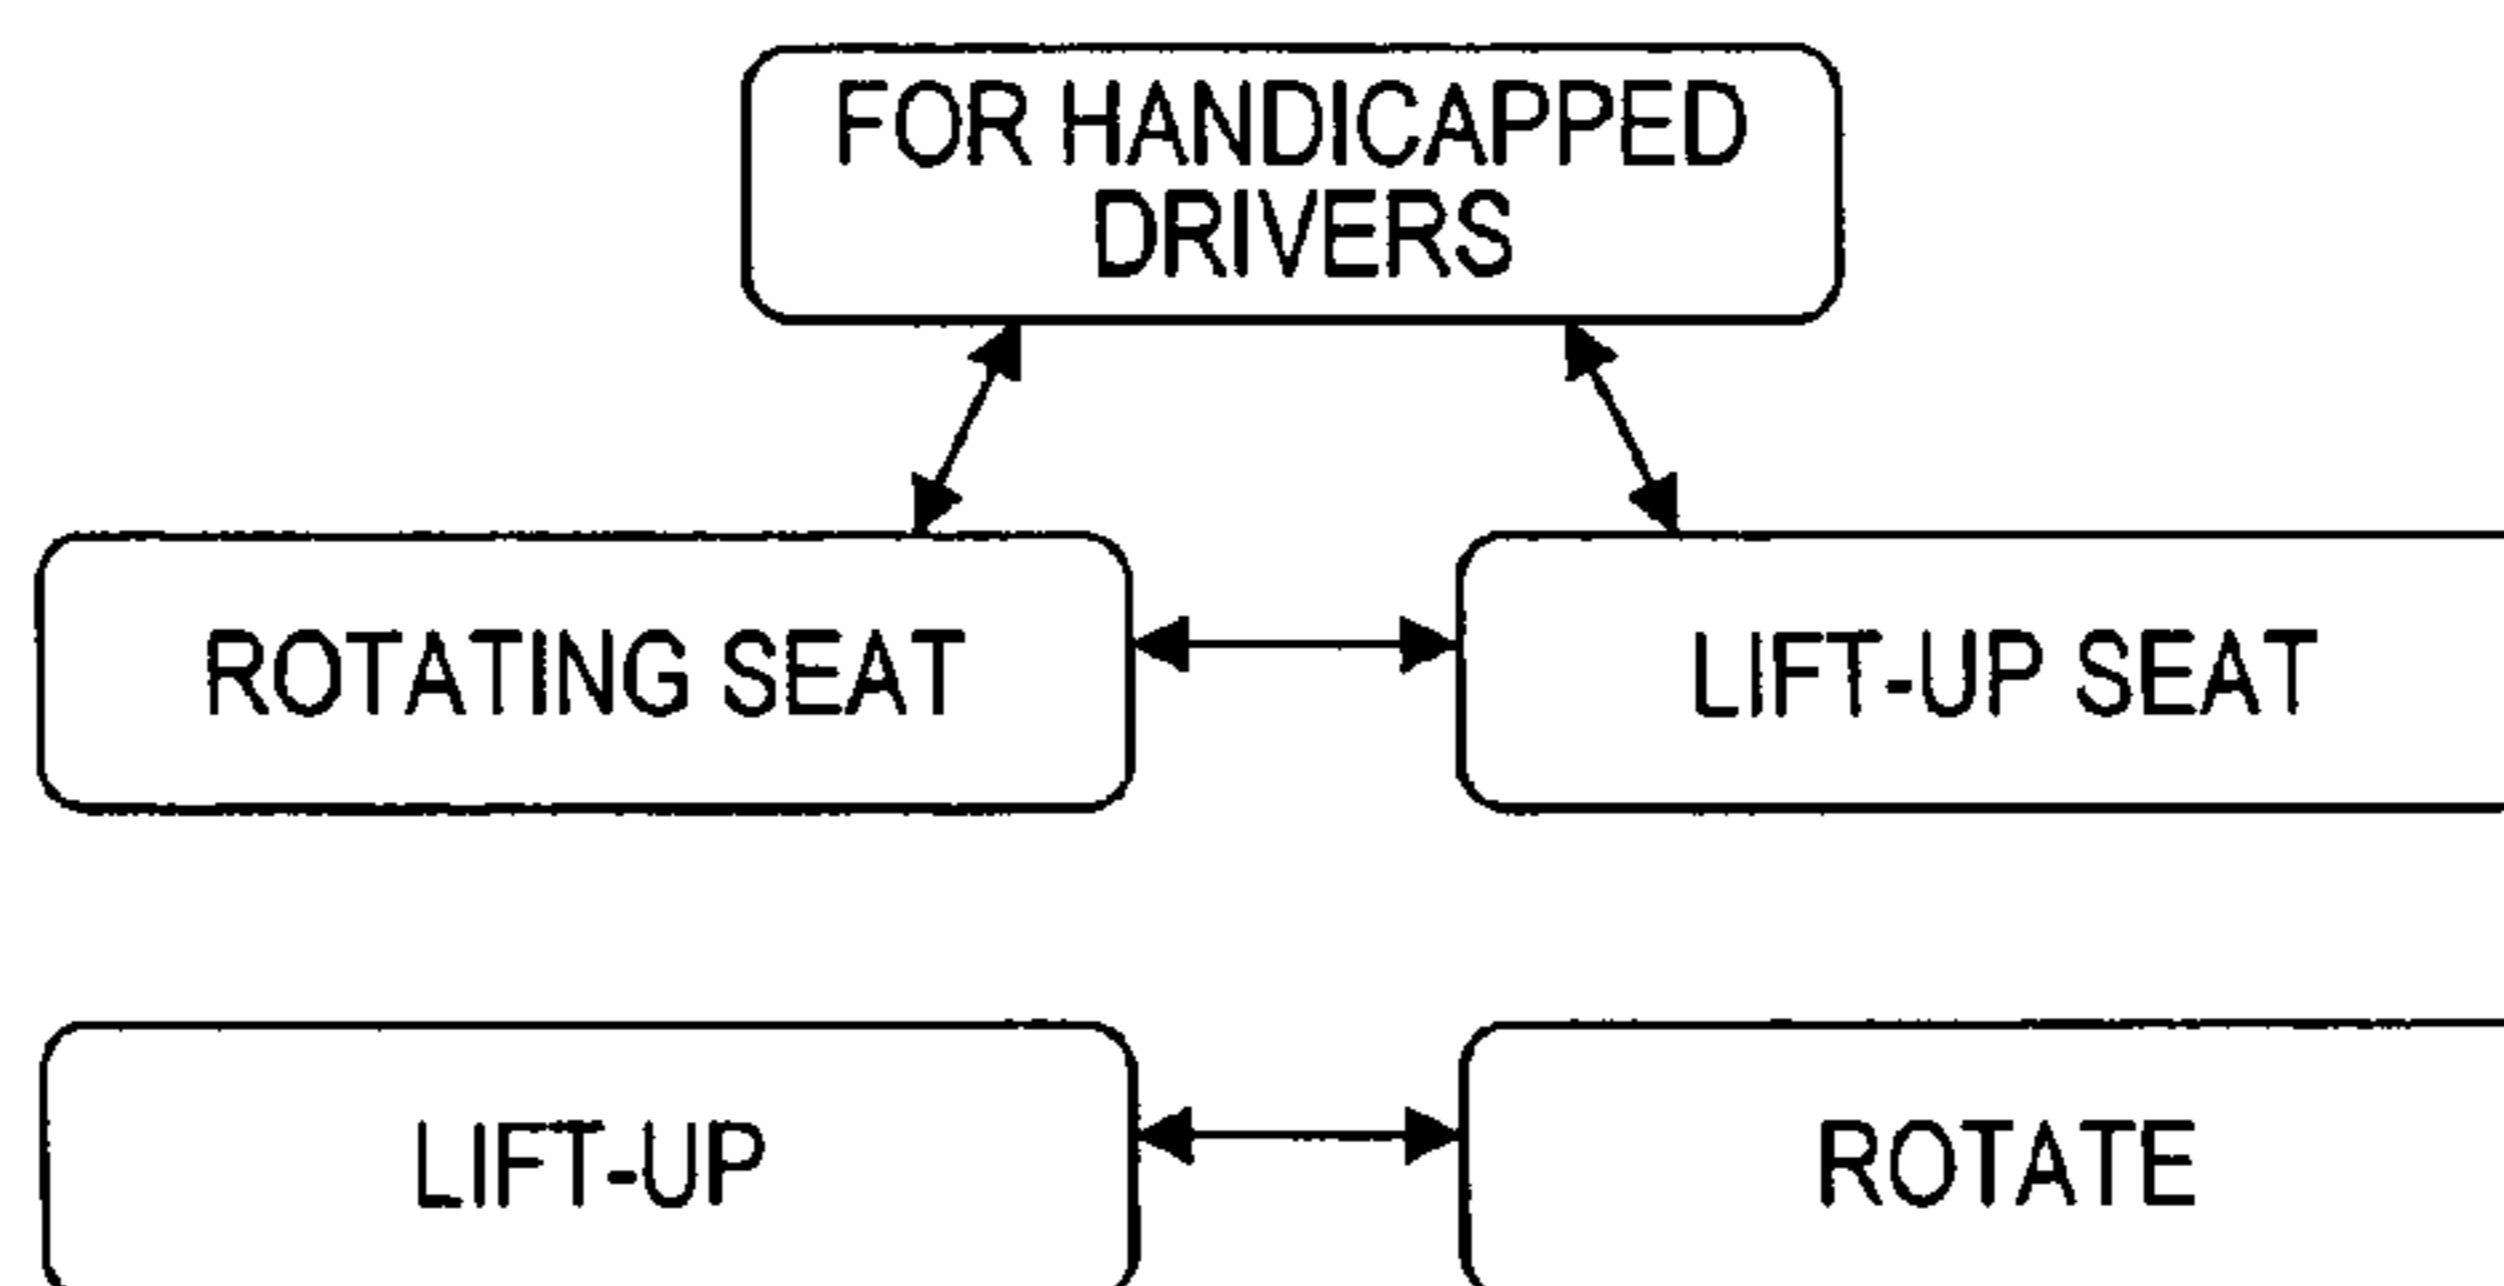 FOR HANDICAPPED
DRIVERS
ROTATING SEAT
LIFT-UP SEAT
LIFT-UP
ROTATE